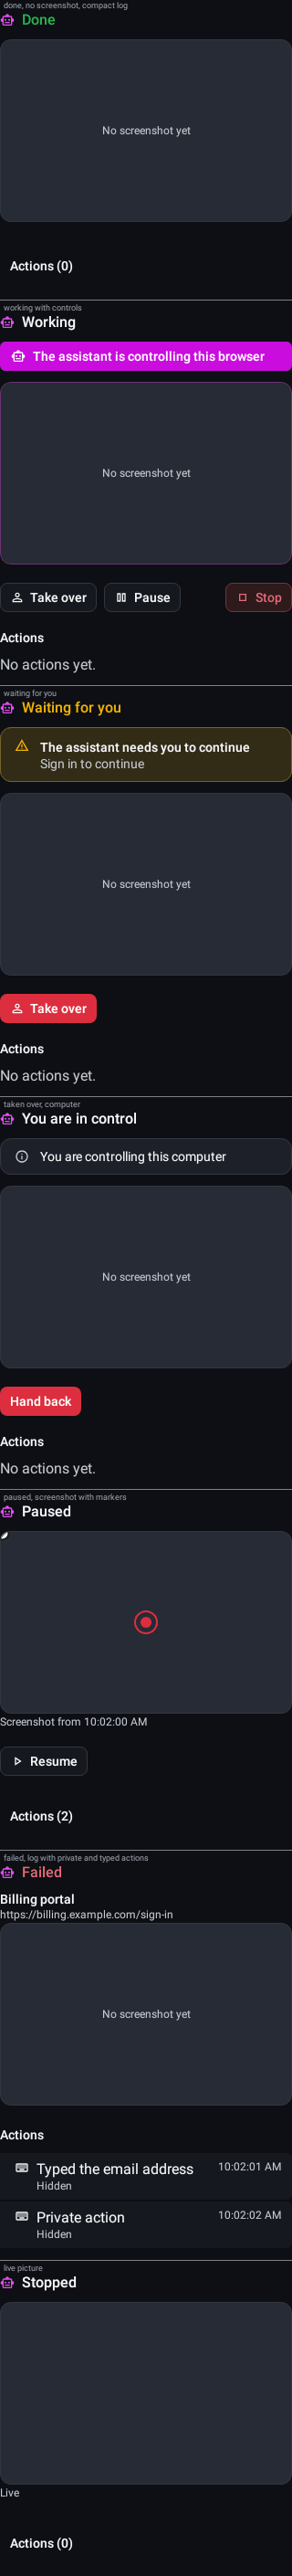 done, no screenshot, compact log
Done
No screenshot yet
Actions (0)
working with controls
Working
The assistant is controlling this browser
No screenshot yet
Take over
Pause
Stop
Actions
No actions yet.
waiting for you
Waiting for you
The assistant needs you to continue
Sign in to continue
No screenshot yet
Take over
Actions
No actions yet.
taken over, computer
You are in control
You are controlling this computer
No screenshot yet
Hand back
Actions
No actions yet.
paused, screenshot with markers
Paused
Screenshot from 10:02:00 AM
Resume
Actions (2)
failed, log with private and typed actions
Failed
Billing portal
https://billing.example.com/sign-in
No screenshot yet
Actions
Typed the email address 10:02:01 AM
Hidden
Private action 10:02:02 AM
Hidden
live picture
Stopped
Live
Actions (0)